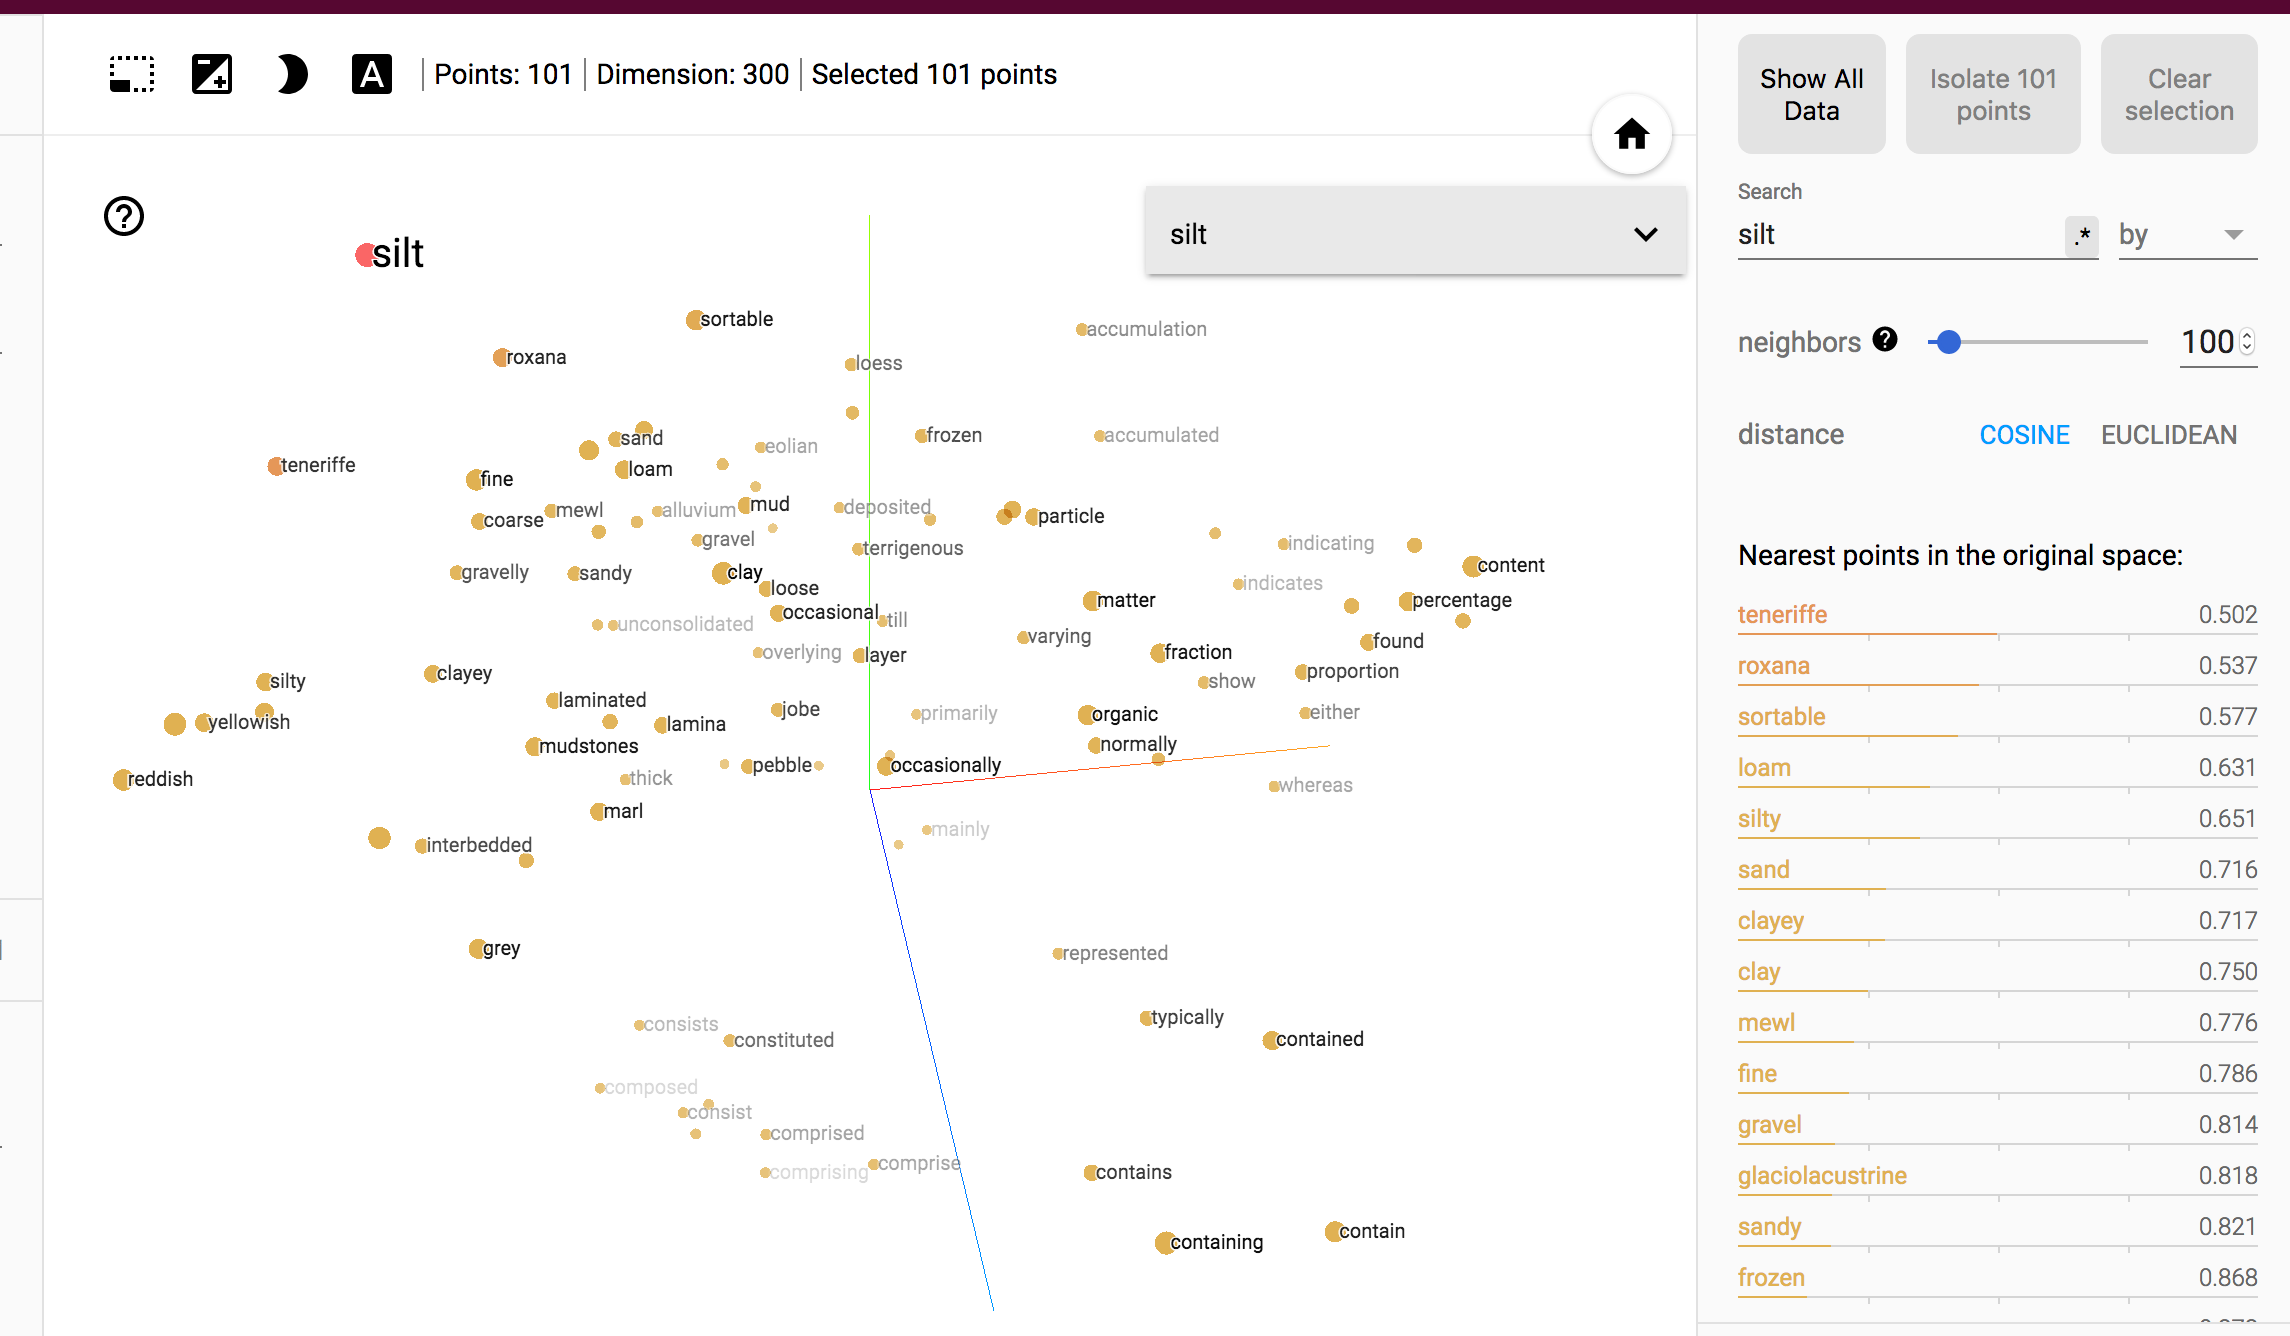 A
Points: 101
Dimension: 300
Selected 101 points
silt
silt
sortable
accumulation
roxana
loess
sand
eolian
frozen
accumulated
teneriffe
loam
fine
mewl
alluvium
mud
deposited
coarse
particle
gravel
terrigenous
indicating
gravelly
sandy
clay
content
loose
indicates
occasional
till
matter
percentage
unconsolidated
varying
overlying
layer
fraction
found
clayey
proportion
silty
show
laminated
jobe
primarily
organic
either
yellowish
lamina
mudstones
normally
thick
pebble
occasionally
reddish
whereas
marl
mainly
interbedded
grey
represented
consists
constituted
typically
contained
composed
consist
comprised
comprising
comprise
contains
containing
contain
Show All
Data
Isolate 101
points
Clear
selection
Search
silt
.*
by
neighbors
100
distance
COSINE
EUCLIDEAN
Nearest points in the original space:
teneriffe 0.502
roxana 0.537
sortable 0.577
loam 0.631
silty 0.651
sand 0.716
clayey 0.717
clay 0.750
mewl 0.776
fine 0.786
gravel 0.814
glaciolacustrine 0.818
sandy 0.821
frozen 0.868